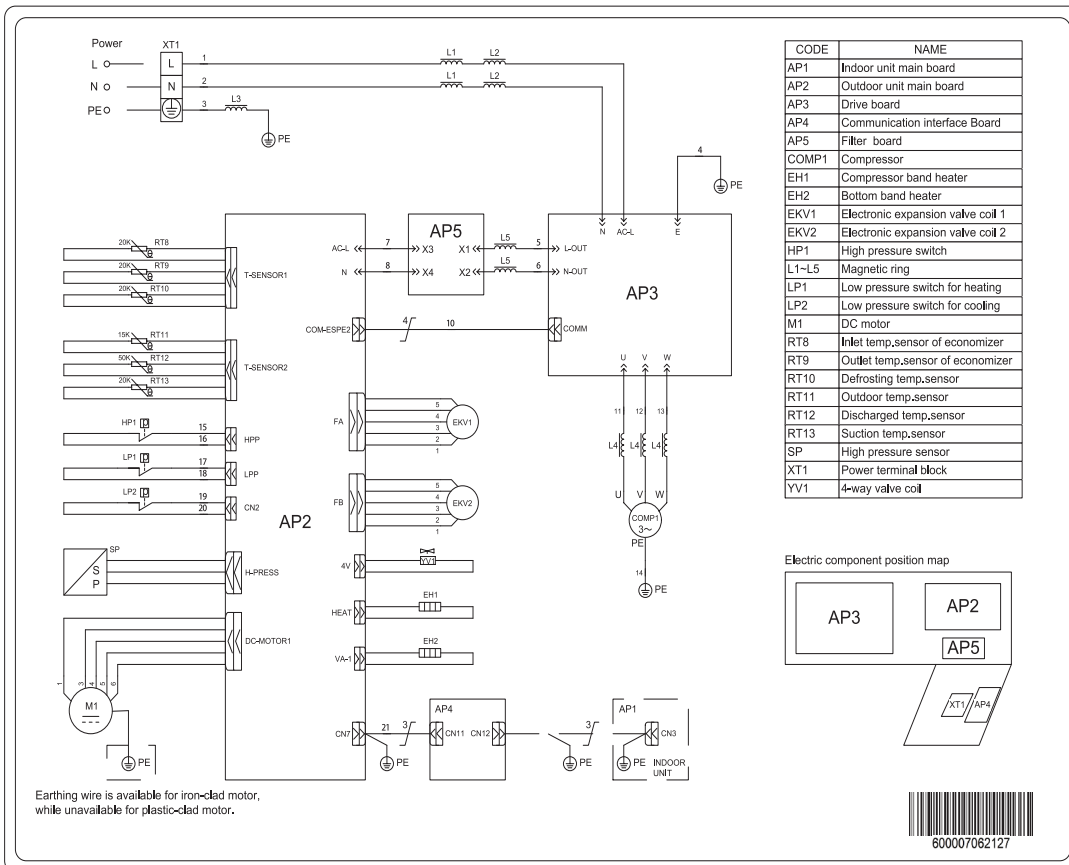 Power
XT1
L
L
1
L1
L2
N
N
2
L1
L2
PE
3
L3
PE
4
PE
N
AC-L
E
AP5
AC-L
7
X3
X1
L5
5
L-OUT
N
8
X4
X2
L5
6
N-OUT
AP3
COM-ESPE2
4
10
COMM
U
V
W
20K
RT8
20K
RT9
T-SENSOR1
20K
RT10
15K
RT11
50K
RT12
T-SENSOR2
20K
RT13
HP1
P
15
16
HPP
LP1
P
17
18
LPP
LP2
P
19
20
CN2
AP2
SP
S
P
H-PRESS
DC-MOTOR1
1
3
4
5
6
M1
PE
FA
5
4
3
2
1
EKV1
FB
5
4
3
2
1
EKV2
4V
YV1
HEAT
EH1
VA-1
EH2
11
12
13
L4
L4
L4
U
V
W
COMP1
3~
PE
14
PE
CN7
21
3
PE
AP4
CN11
CN12
PE
3
AP1
CN3
PE
INDOOR
UNIT
Earthing wire is available for iron-clad motor,
while unavailable for plastic-clad motor.
CODE NAME
AP1 Indoor unit main board
AP2 Outdoor unit main board
AP3 Drive board
AP4 Communication interface Board
AP5 Filter board
COMP1 Compressor
EH1 Compressor band heater
EH2 Bottom band heater
EKV1 Electronic expansion valve coil 1
EKV2 Electronic expansion valve coil 2
HP1 High pressure switch
L1~L5 Magnetic ring
LP1 Low pressure switch for heating
LP2 Low pressure switch for cooling
M1 DC motor
RT8 Inlet temp.sensor of economizer
RT9 Outlet temp.sensor of economizer
RT10 Defrosting temp.sensor
RT11 Outdoor temp.sensor
RT12 Discharged temp.sensor
RT13 Suction temp.sensor
SP High pressure sensor
XT1 Power terminal block
YV1 4-way valve coil
Electric component position map
AP3
AP2
AP5
XT1
AP4
600007062127